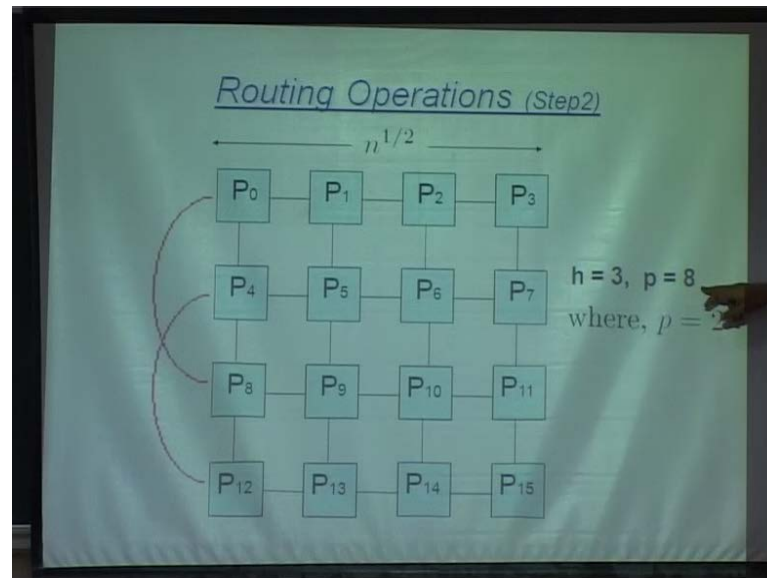 Routing Operations (Step2)
n^{1/2}
P0 P1 P2 P3
P4 P5 P6 P7
h = 3, p = 8
where, p =
P8 P9 P10 P11
P12 P13 P14 P15